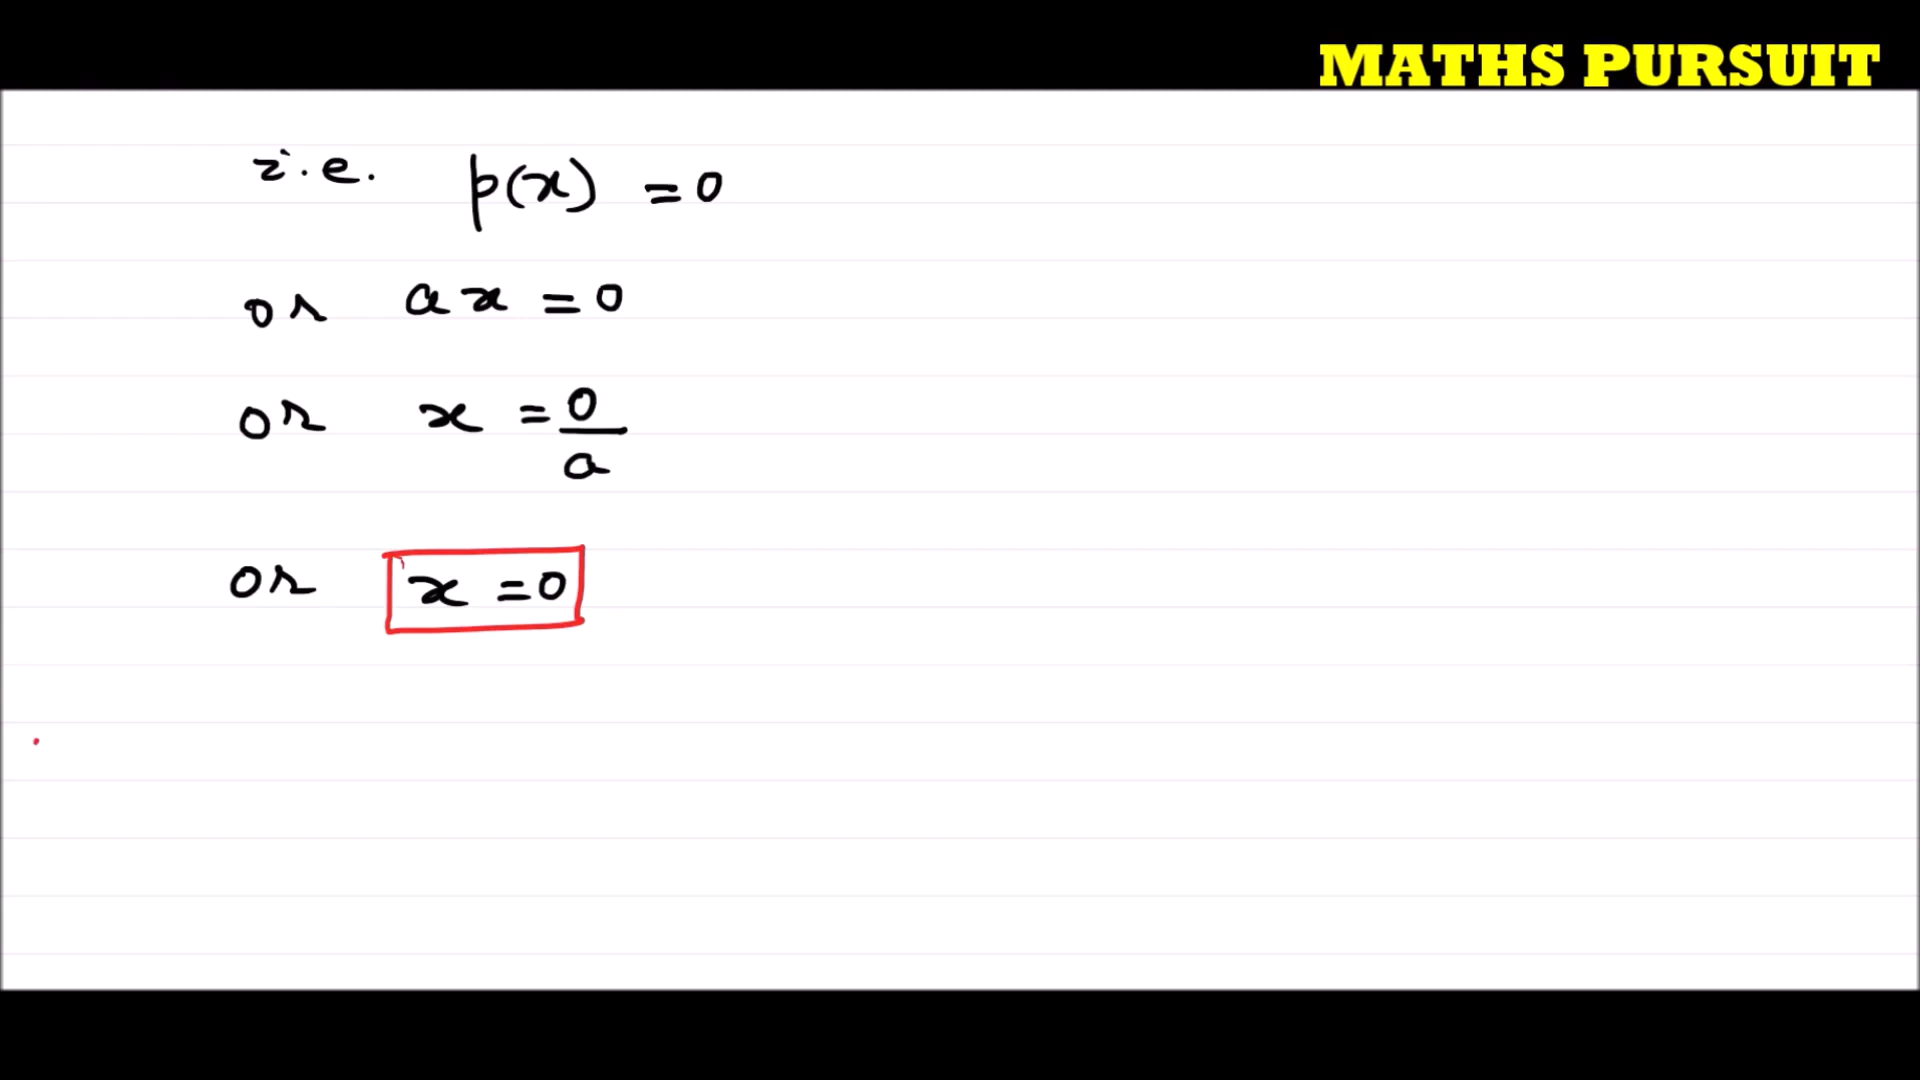 MATHS PURSUIT
i.e. p(x) = 0
or ax = 0
or x = 0/a
or x = 0